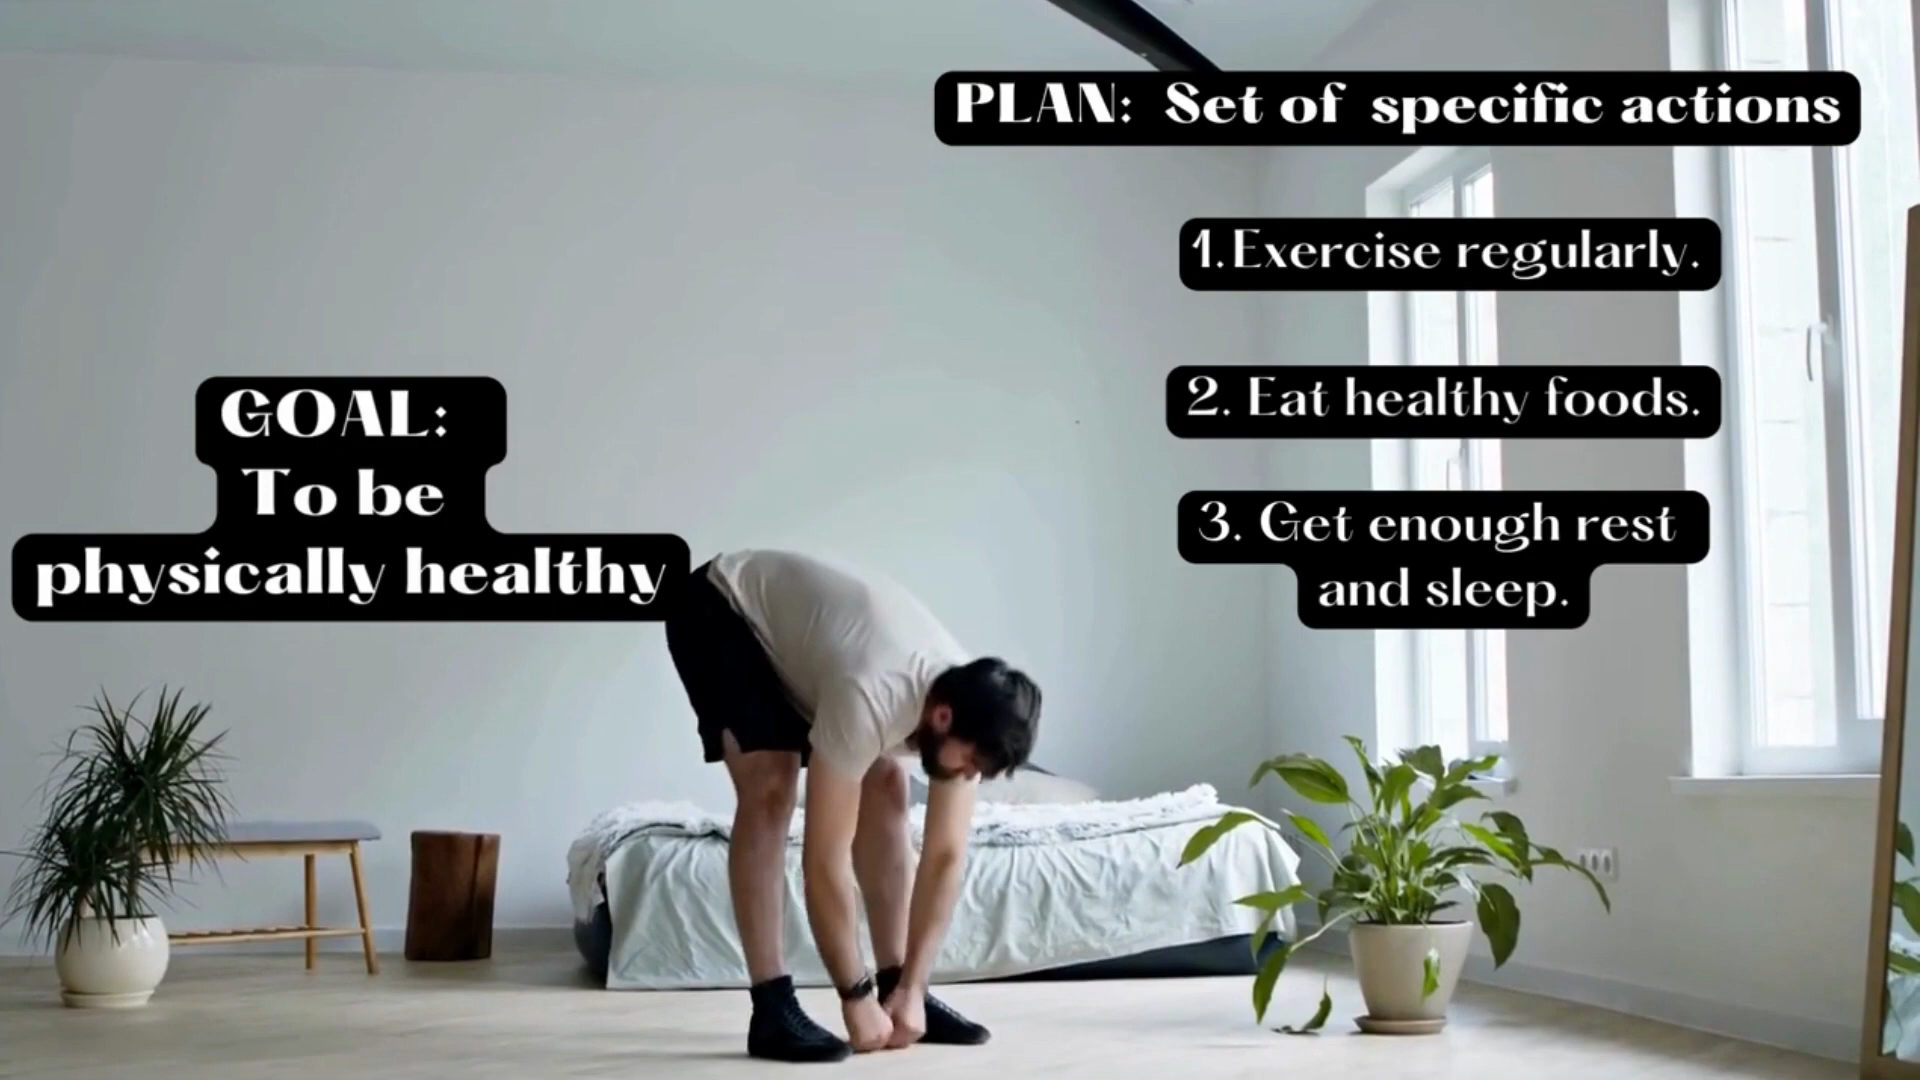 GOAL:
To be
physically healthy
PLAN: Set of specific actions
1. Exercise regularly.
2. Eat healthy foods.
3. Get enough rest
and sleep.